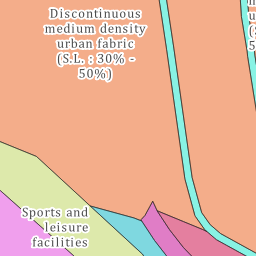 Discontinuous
medium density
urban fabric
(S.L. : 30% -
50%)
Sports and
leisure
facilities